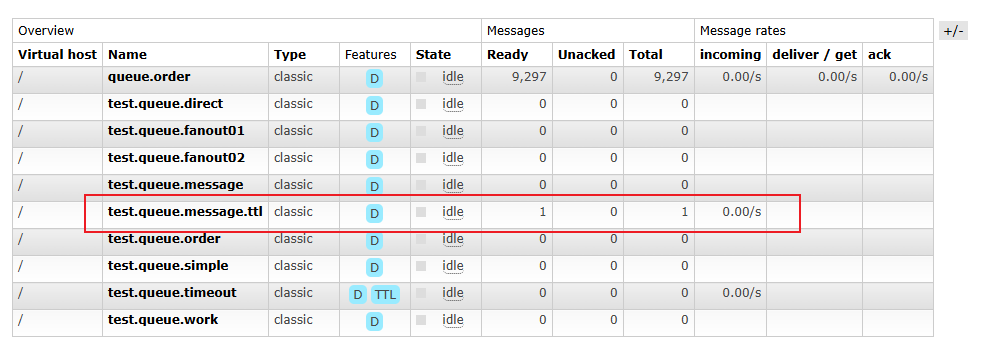 Overview Messages Message rates +/-
Virtual host Name Type Features State Ready Unacked Total incoming deliver / get ack
/ queue.order classic D idle 9,297 0 9,297 0.00/s 0.00/s 0.00/s
/ test.queue.direct classic D idle 0 0 0
/ test.queue.fanout01 classic D idle 0 0 0
/ test.queue.fanout02 classic D idle 0 0 0
/ test.queue.message classic D idle 0 0 0
/ test.queue.message.ttl classic D idle 1 0 1 0.00/s
/ test.queue.order classic D idle 0 0 0
/ test.queue.simple classic D idle 0 0 0
/ test.queue.timeout classic D TTL idle 0 0 0 0.00/s
/ test.queue.work classic D idle 0 0 0